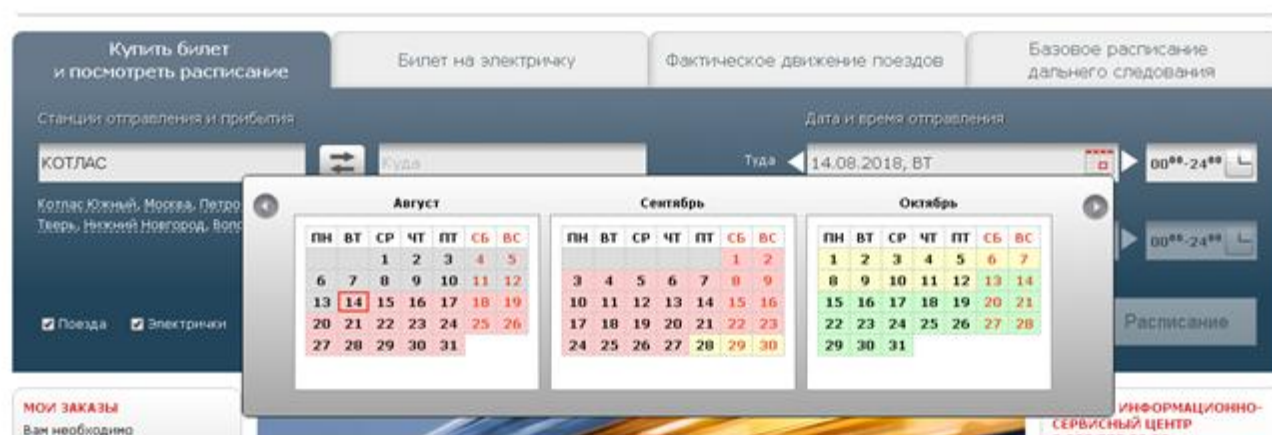 Купить билет
и посмотреть расписание
Билет на электричку
Фактическое движение поездов
Базовое расписание
дальнего следования
Станции отправления и прибытия
Дата и время отправления
КОТЛАС
Куда
Туда
14.08.2018, ВТ
00⁰⁰-24⁰⁰
Котлас Южный, Москва, Петро
Тверь, Нижний Новгород, Воло
00⁰⁰-24⁰⁰
Август
ПН ВТ СР ЧТ ПТ СБ ВС
1 2 3 4 5
6 7 8 9 10 11 12
13 14 15 16 17 18 19
20 21 22 23 24 25 26
27 28 29 30 31
Сентябрь
ПН ВТ СР ЧТ ПТ СБ ВС
1 2
3 4 5 6 7 8 9
10 11 12 13 14 15 16
17 18 19 20 21 22 23
24 25 26 27 28 29 30
Октябрь
ПН ВТ СР ЧТ ПТ СБ ВС
1 2 3 4 5 6 7
8 9 10 11 12 13 14
15 16 17 18 19 20 21
22 23 24 25 26 27 28
29 30 31
Поезда
Электрички
Расписание
МОИ ЗАКАЗЫ
Вам необходимо
ИНФОРМАЦИОННО-
СЕРВИСНЫЙ ЦЕНТР